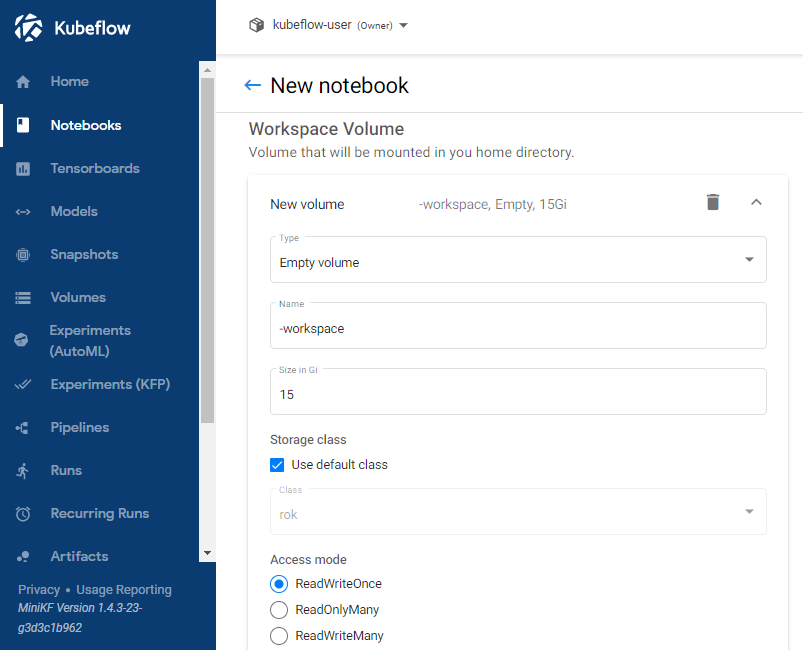 Kubeflow
Home
Notebooks
Tensorboards
Models
Snapshots
Volumes
Experiments
(AutoML)
Experiments (KFP)
Pipelines
Runs
Recurring Runs
Artifacts
Privacy • Usage Reporting
MiniKF Version 1.4.3-23-
g3d3c1b962
kubeflow-user (Owner)
New notebook
Workspace Volume
Volume that will be mounted in you home directory.
New volume -workspace, Empty, 15Gi
Type
Empty volume
Name
-workspace
Size in Gi
15
Storage class
Use default class
Class
rok
Access mode
ReadWriteOnce
ReadOnlyMany
ReadWriteMany